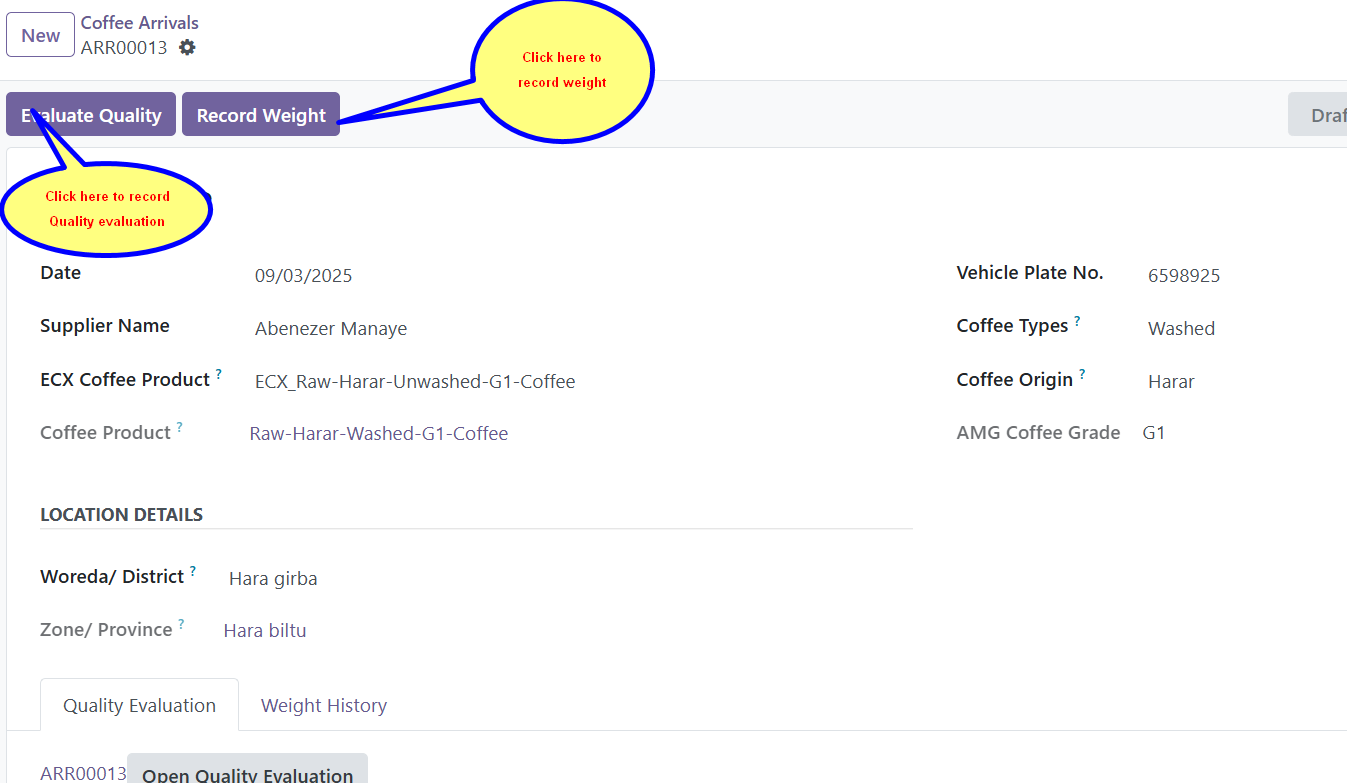 New
Coffee Arrivals
ARR00013
Click here to
record weight
Evaluate Quality
Record Weight
Click here to record
Quality evaluation
Date
09/03/2025
Vehicle Plate No.
6598925
Supplier Name
Abenezer Manaye
Coffee Types ?
Washed
ECX Coffee Product ?
ECX_Raw-Harar-Unwashed-G1-Coffee
Coffee Origin ?
Harar
Coffee Product ?
Raw-Harar-Washed-G1-Coffee
AMG Coffee Grade
G1
LOCATION DETAILS
Woreda/ District ?
Hara girba
Zone/ Province ?
Hara biltu
Quality Evaluation
Weight History
ARR00013
Open Quality Evaluation